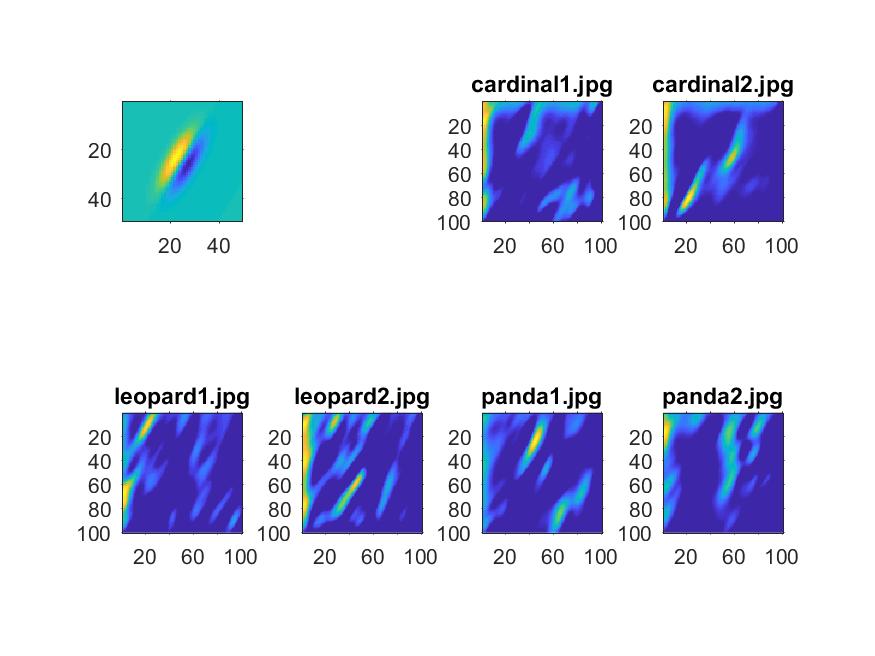 cardinal1.jpg cardinal2.jpg
20 20 20
40 40
20 60 60
80 80
40 100 100
20 40 20 60 100 20 60 100
leopard1.jpg leopard2.jpg panda1.jpg panda2.jpg
20 20 20 20
40 40 40 40
60 60 60 60
80 80 80 80
100 100 100 100
20 60 100 20 60 100 20 60 100 20 60 100